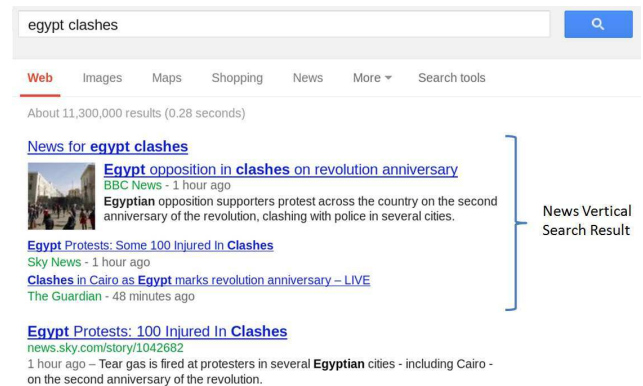 egypt clashes
Web Images Maps Shopping News More Search tools
About 11,300,000 results (0.28 seconds)
News for egypt clashes
Egypt opposition in clashes on revolution anniversary
BBC News - 1 hour ago
Egyptian opposition supporters protest across the country on the second
anniversary of the revolution, clashing with police in several cities.
Egypt Protests: Some 100 Injured In Clashes
Sky News - 1 hour ago
Clashes in Cairo as Egypt marks revolution anniversary – LIVE
The Guardian - 48 minutes ago
News Vertical
Search Result
Egypt Protests: 100 Injured In Clashes
news.sky.com/story/1042682
1 hour ago – Tear gas is fired at protesters in several Egyptian cities - including Cairo -
on the second anniversary of the revolution.